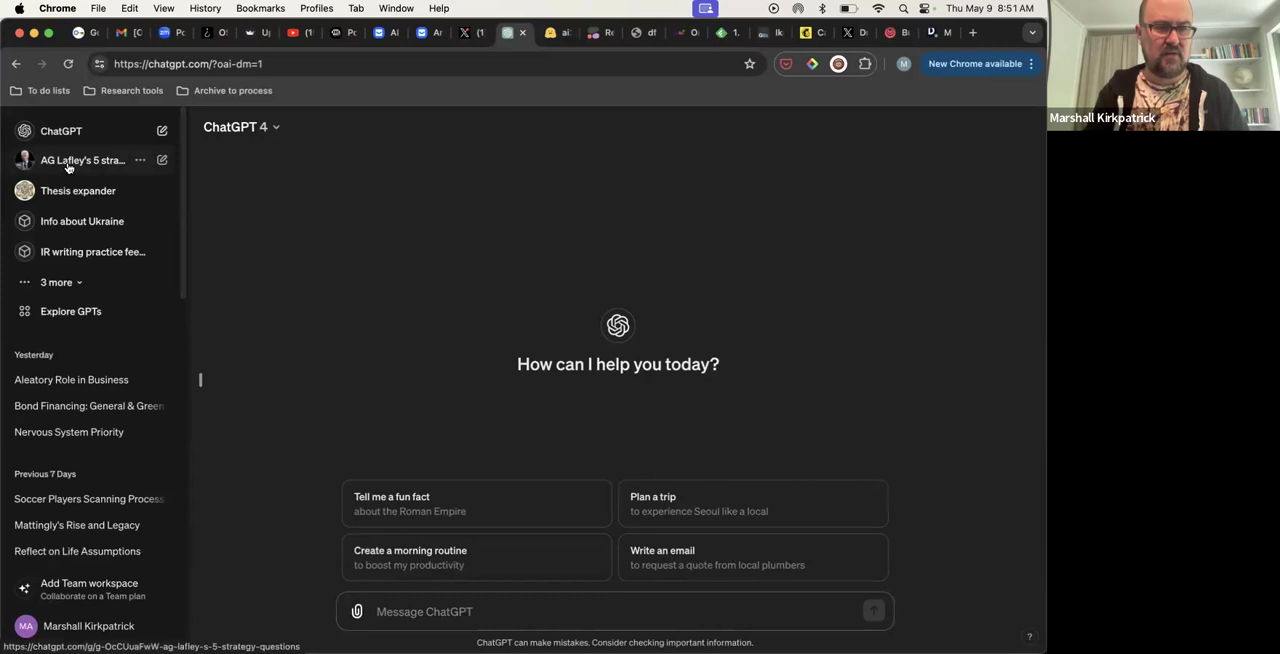 Chrome File Edit View History Bookmarks Profiles Tab Window Help Thu May 9 8:51 AM
https://chatgpt.com/?oai-dm=1
New Chrome available
To do lists Research tools Archive to process
ChatGPT
ChatGPT 4
AG Lafley's 5 stra...
Thesis expander
Info about Ukraine
IR writing practice fee...
3 more
Explore GPTs
Yesterday
Aleatory Role in Business
Bond Financing: General & Green
Nervous System Priority
Previous 7 Days
Soccer Players Scanning Process
Mattingly's Rise and Legacy
Reflect on Life Assumptions
Add Team workspace
Collaborate on a Team plan
MA Marshall Kirkpatrick
https://chatgpt.com/g/g-OcCUuaFwW-ag-lafley-s-5-strategy-questions
How can I help you today?
Tell me a fun fact
about the Roman Empire
Plan a trip
to experience Seoul like a local
Create a morning routine
to boost my productivity
Write an email
to request a quote from local plumbers
Message ChatGPT
ChatGPT can make mistakes. Consider checking important information.
?
Marshall Kirkpatrick